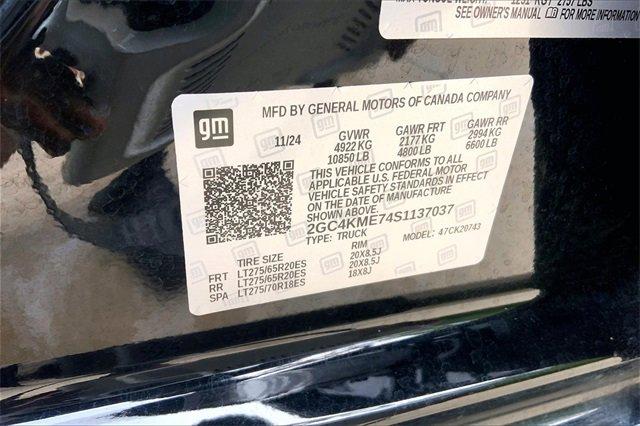 SEE OWNER'S MANUAL FOR MORE INFORMATION
gm
MFD BY GENERAL MOTORS OF CANADA COMPANY
11/24
GVWR GAWR FRT GAWR RR
4922 KG 2177 KG 2994 KG
10850 LB 4800 LB 6600 LB
THIS VEHICLE CONFORMS TO ALL
APPLICABLE U.S. FEDERAL MOTOR
VEHICLE SAFETY STANDARDS IN EFFECT
ON THE DATE OF MANUFACTURE
SHOWN ABOVE.
2GC4KME74S1137037
TYPE: TRUCK 47CK20743
TIRE SIZE RIM
FRT LT275/65R20ES 20X8.5J
RR LT275/65R20ES 20X8.5J
SPA LT275/70R18ES 18X8J